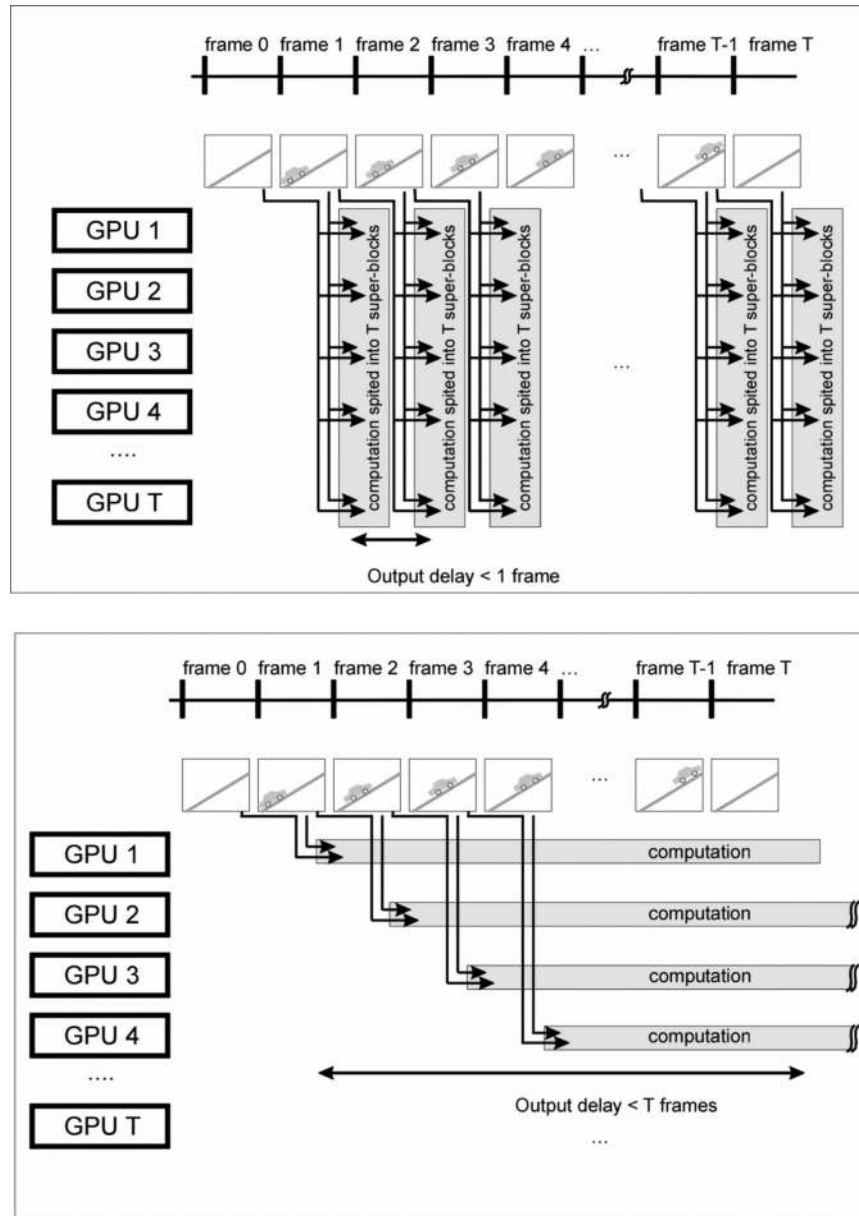 frame 0 frame 1 frame 2 frame 3 frame 4 ... frame T-1 frame T
...
GPU 1
GPU 2
GPU 3
GPU 4
....
GPU T
computation spited into T super-blocks
computation spited into T super-blocks
computation spited into T super-blocks
...
computation spited into T super-blocks
computation spited into T super-blocks
Output delay < 1 frame
frame 0 frame 1 frame 2 frame 3 frame 4 ... frame T-1 frame T
...
GPU 1 computation
GPU 2 computation
GPU 3 computation
GPU 4 computation
....
Output delay < T frames
GPU T
...